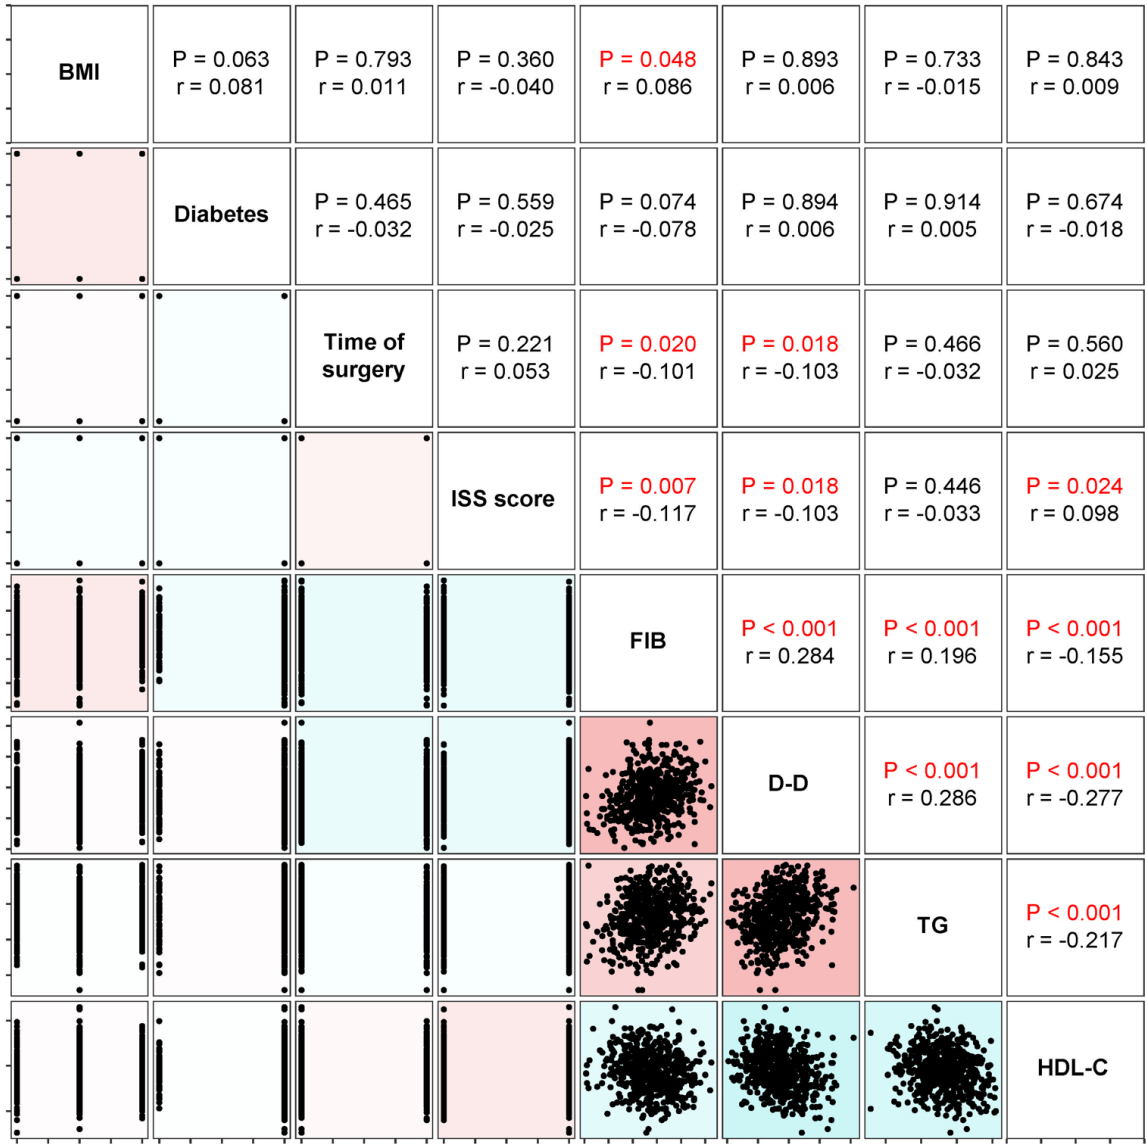 BMI
P = 0.063
r = 0.081
P = 0.793
r = 0.011
P = 0.360
r = -0.040
P = 0.048
r = 0.086
P = 0.893
r = 0.006
P = 0.733
r = -0.015
P = 0.843
r = 0.009
Diabetes
P = 0.465
r = -0.032
P = 0.559
r = -0.025
P = 0.074
r = -0.078
P = 0.894
r = 0.006
P = 0.914
r = 0.005
P = 0.674
r = -0.018
Time of
surgery
P = 0.221
r = 0.053
P = 0.020
r = -0.101
P = 0.018
r = -0.103
P = 0.466
r = -0.032
P = 0.560
r = 0.025
ISS score
P = 0.007
r = -0.117
P = 0.018
r = -0.103
P = 0.446
r = -0.033
P = 0.024
r = 0.098
FIB
P < 0.001
r = 0.284
P < 0.001
r = 0.196
P < 0.001
r = -0.155
D-D
P < 0.001
r = 0.286
P < 0.001
r = -0.277
TG
P < 0.001
r = -0.217
HDL-C